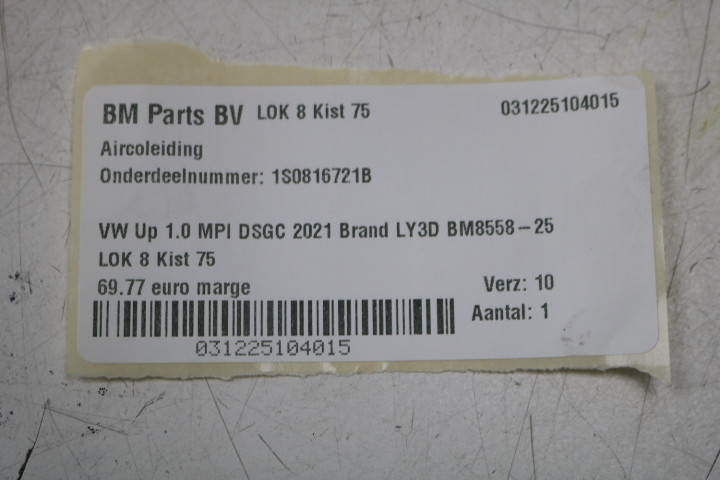 BM Parts BV LOK 8 Kist 75 031225104015
Aircoleiding
Onderdeelnummer: 1S0816721B
VW Up 1.0 MPI DSGC 2021 Brand LY3D BM8558-25
LOK 8 Kist 75
69.77 euro marge Verz: 10
Aantal: 1
031225104015